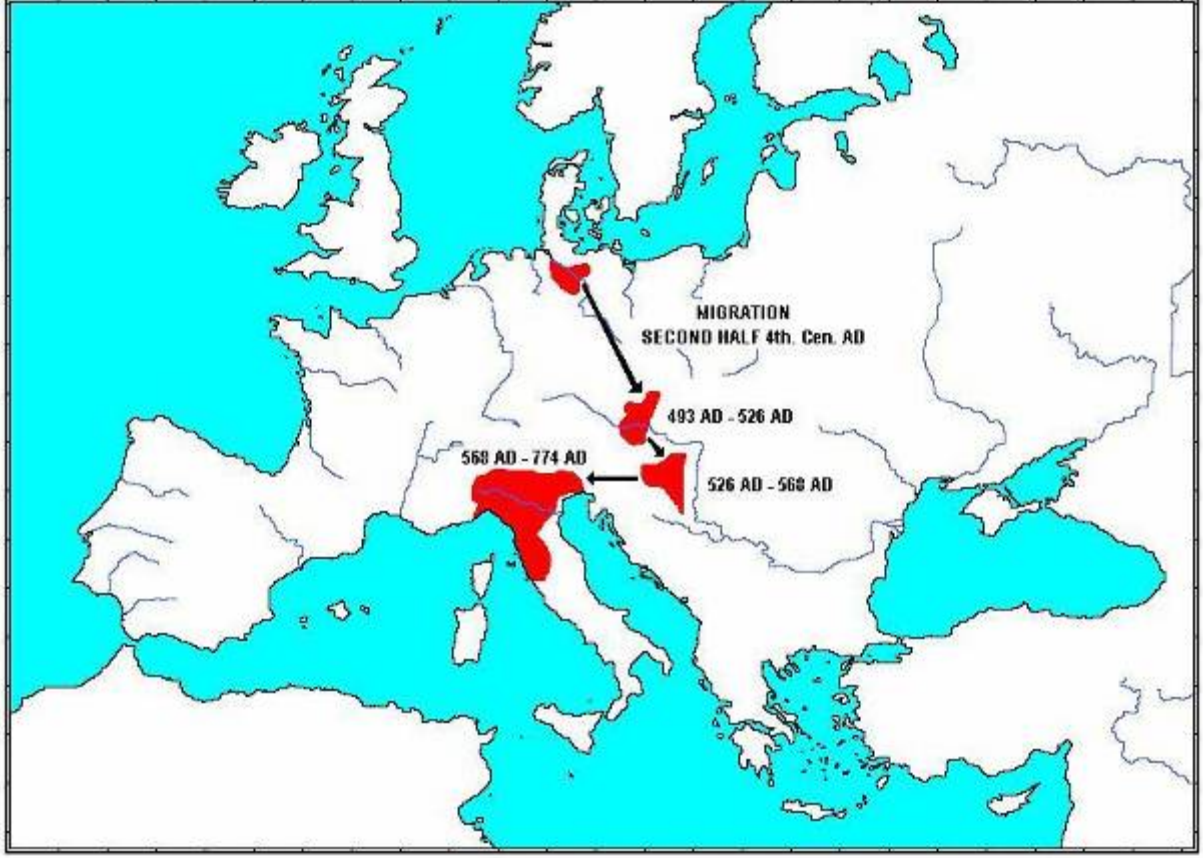 MIGRATION
SECOND HALF 4th. Cen. AD
493 AD - 526 AD
568 AD - 774 AD
526 AD - 568 AD